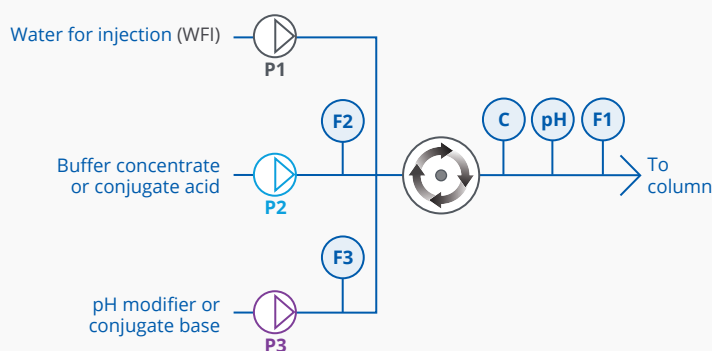 Water for injection (WFI)
P1
F2
C
pH
F1
Buffer concentrate
or conjugate acid
P2
To
column
F3
pH modifier or
conjugate base
P3